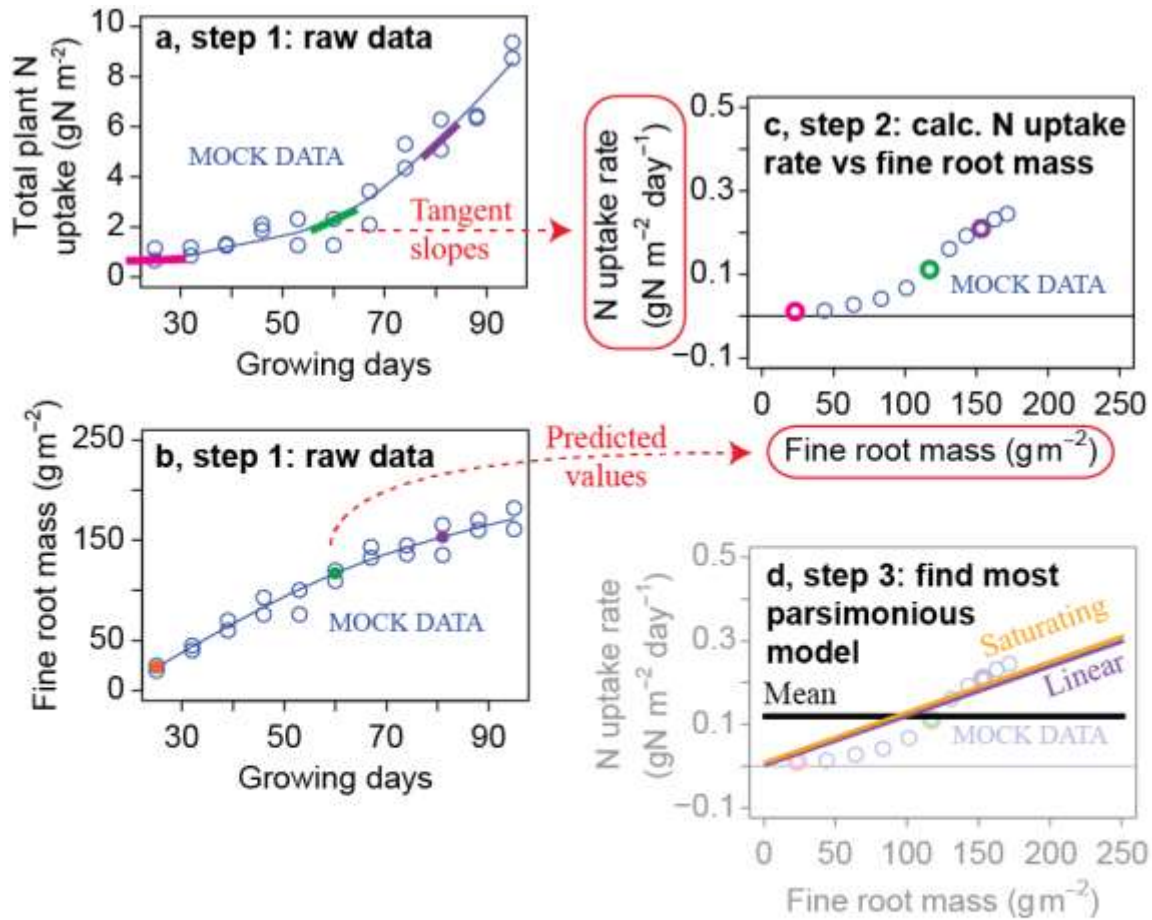 a, step 1: raw data
Total plant N
uptake (gN m⁻²)
10
8
6
4
2
0
MOCK DATA
30
50
70
90
Growing days
Tangent
slopes
N uptake rate
(gN m⁻² day⁻¹)
c, step 2: calc. N uptake
rate vs fine root mass
0.5
0.3
0.1
−0.1
MOCK DATA
0
50
100
150
200
250
Fine root mass (gm⁻²)
b, step 1: raw data
Fine root mass (gm⁻²)
250
150
50
0
MOCK DATA
30
50
70
90
Growing days
Predicted
values
d, step 3: find most
parsimonious
model
N uptake rate
(gN m⁻² day⁻¹)
0.5
0.3
0.1
−0.1
Saturating
Linear
Mean
MOCK DATA
0
50
100
150
200
250
Fine root mass (gm⁻²)